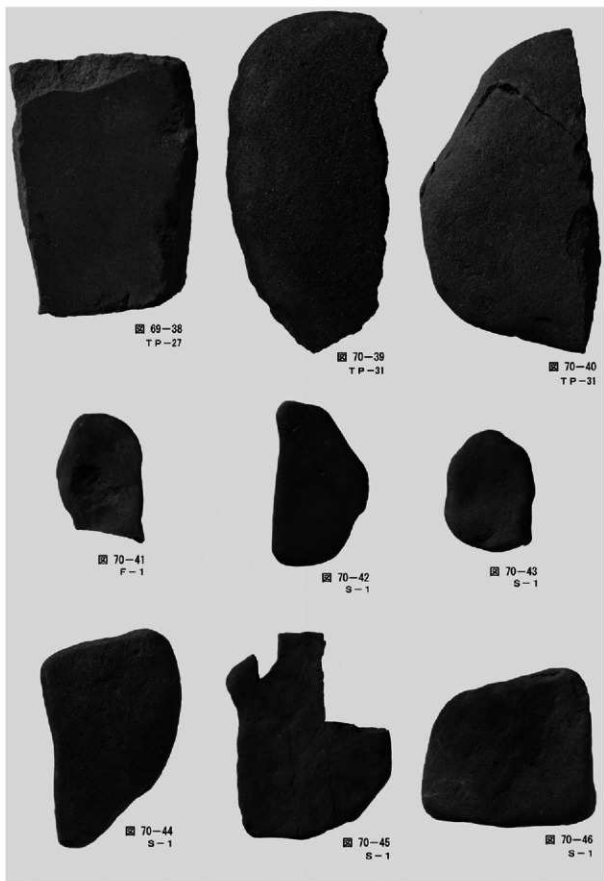 図 69-38
TP-27
図 70-39
TP-31
図 70-40
TP-31
図 70-41
F-1
図 70-42
S-1
図 70-43
S-1
図 70-44
S-1
図 70-45
S-1
図 70-46
S-1